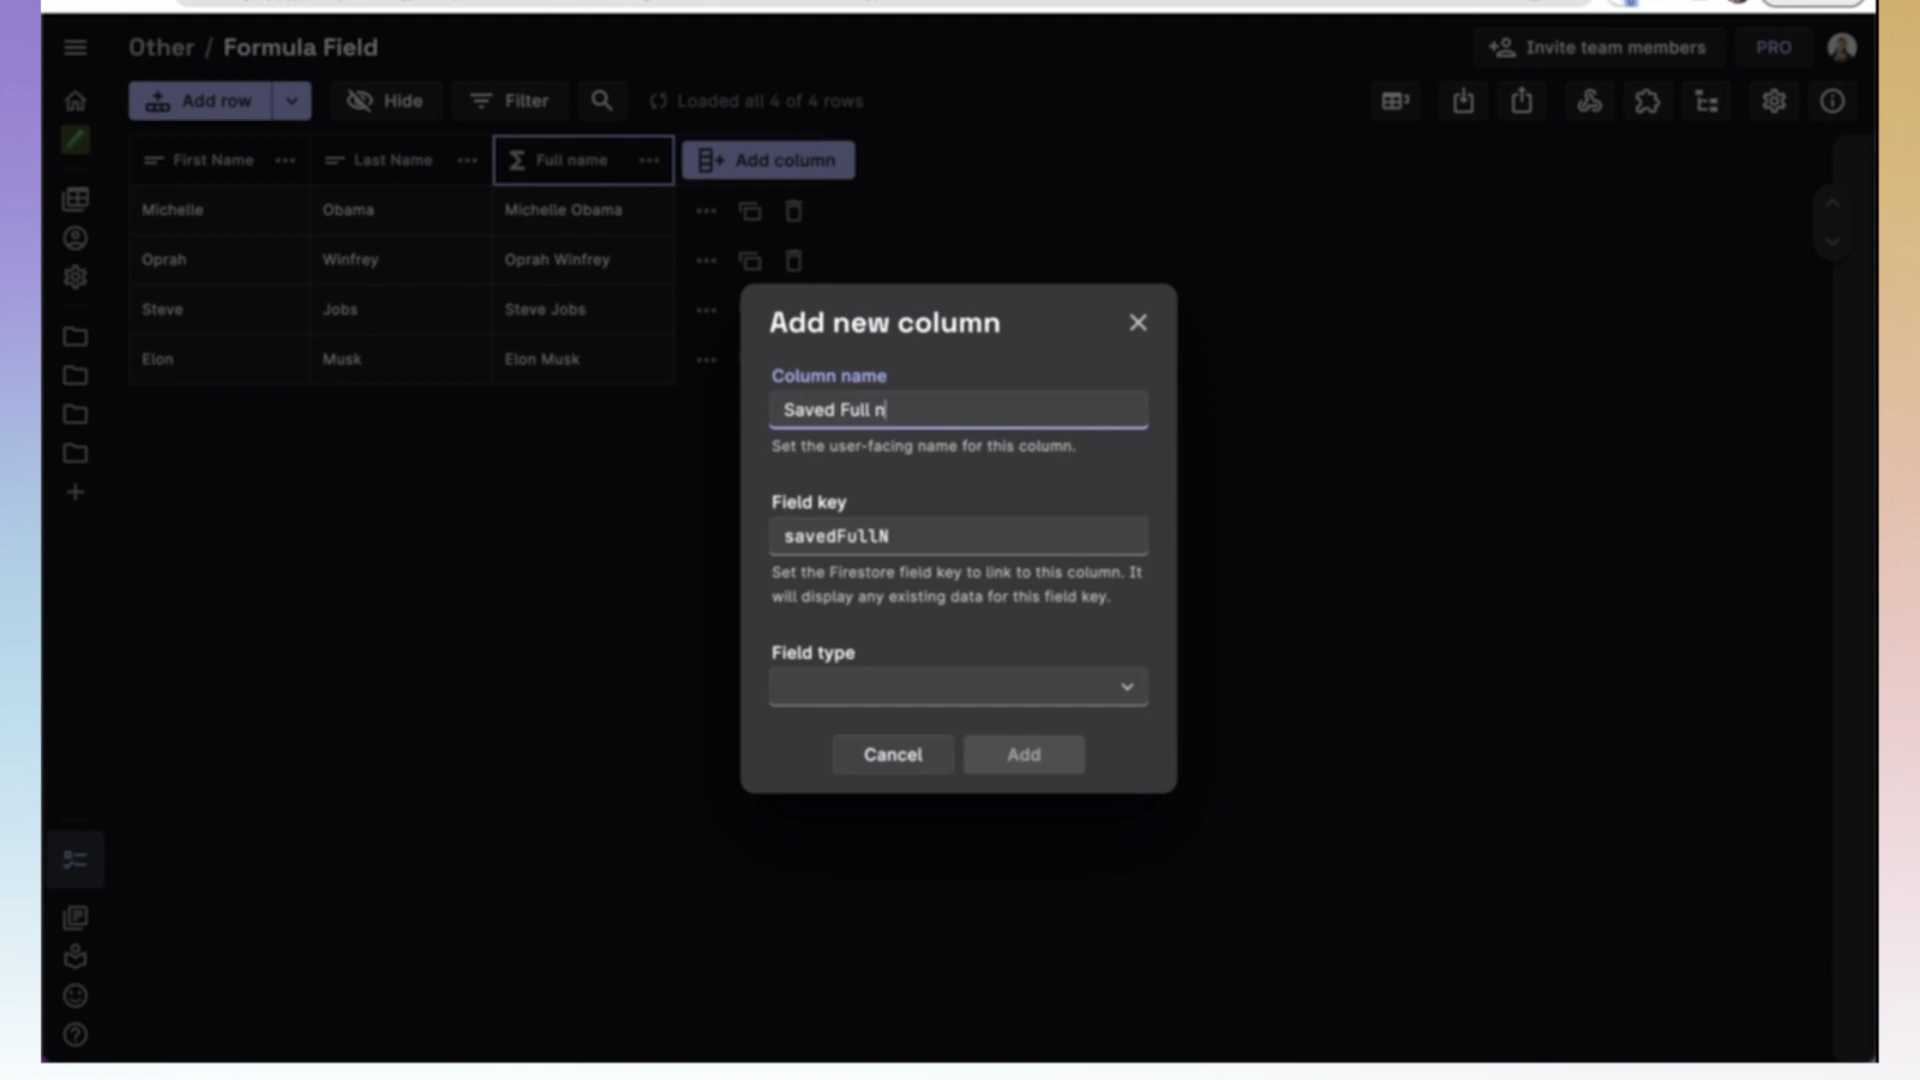 Other / Formula Field
Invite team members
PRO
Add row
Hide
Filter
Loaded all 4 of 4 rows
First Name
Last Name
Full name
Add column
Michelle
Obama
Michelle Obama
Oprah
Winfrey
Oprah Winfrey
Steve
Jobs
Steve Jobs
Elon
Musk
Elon Musk
Add new column
Column name
Saved Full n
Set the user-facing name for this column.
Field key
savedFullN
Set the Firestore field key to link to this column. It
will display any existing data for this field key.
Field type
Cancel
Add